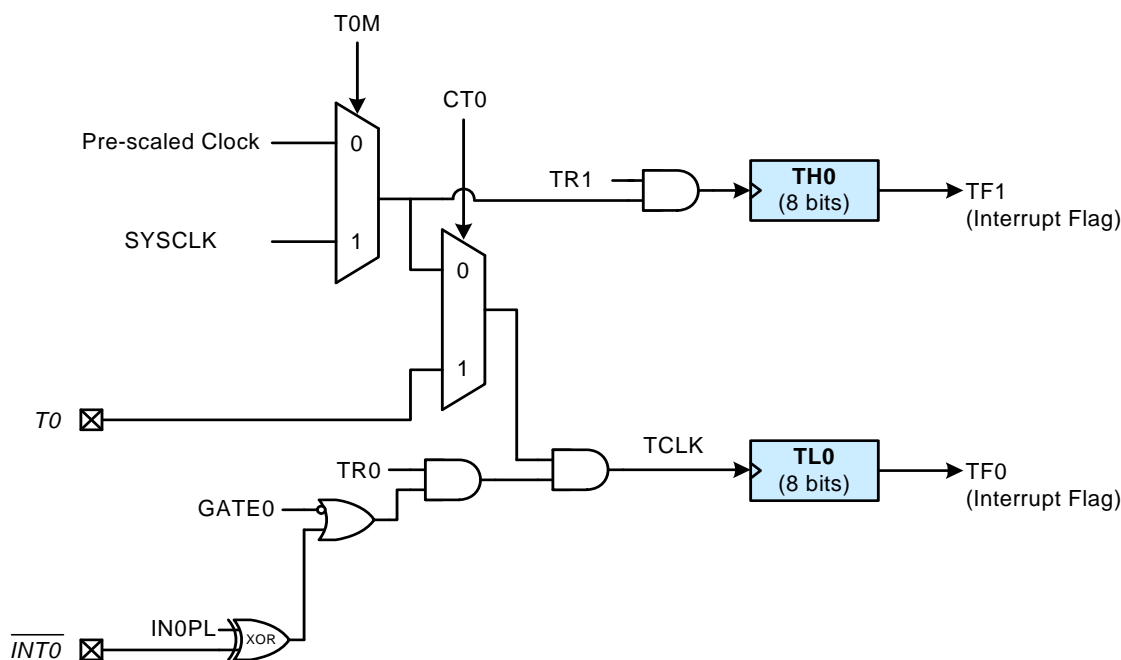 T0M
CT0
Pre-scaled Clock
0
TR1
TH0
(8 bits)
TF1
(Interrupt Flag)
SYSCLK
1
0
1
T0
TCLK
TL0
(8 bits)
TF0
(Interrupt Flag)
TR0
GATE0
IN0PL
XOR
INT0